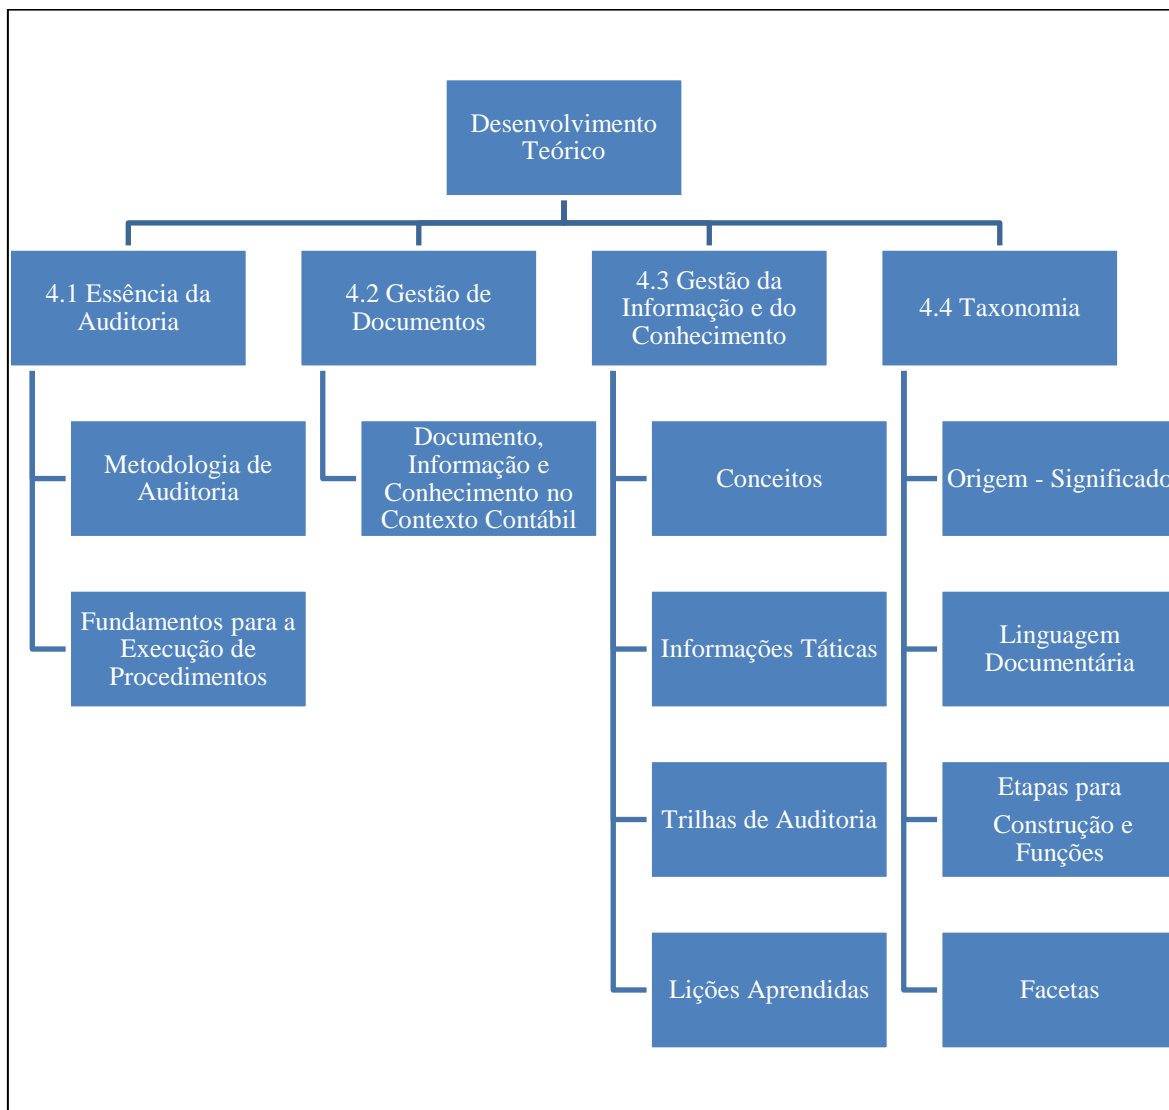 Desenvolvimento
Teórico
4.1 Essência da
Auditoria
Metodologia de
Auditoria
Fundamentos para a
Execução de
Procedimentos
4.2 Gestão de
Documentos
Documento,
Informação e
Conhecimento no
Contexto Contábil
4.3 Gestão da
Informação e do
Conhecimento
Conceitos
Informações Táticas
Trilhas de Auditoria
Lições Aprendidas
4.4 Taxonomia
Origem - Significado
Linguagem
Documentária
Etapas para
Construção e
Funções
Facetas